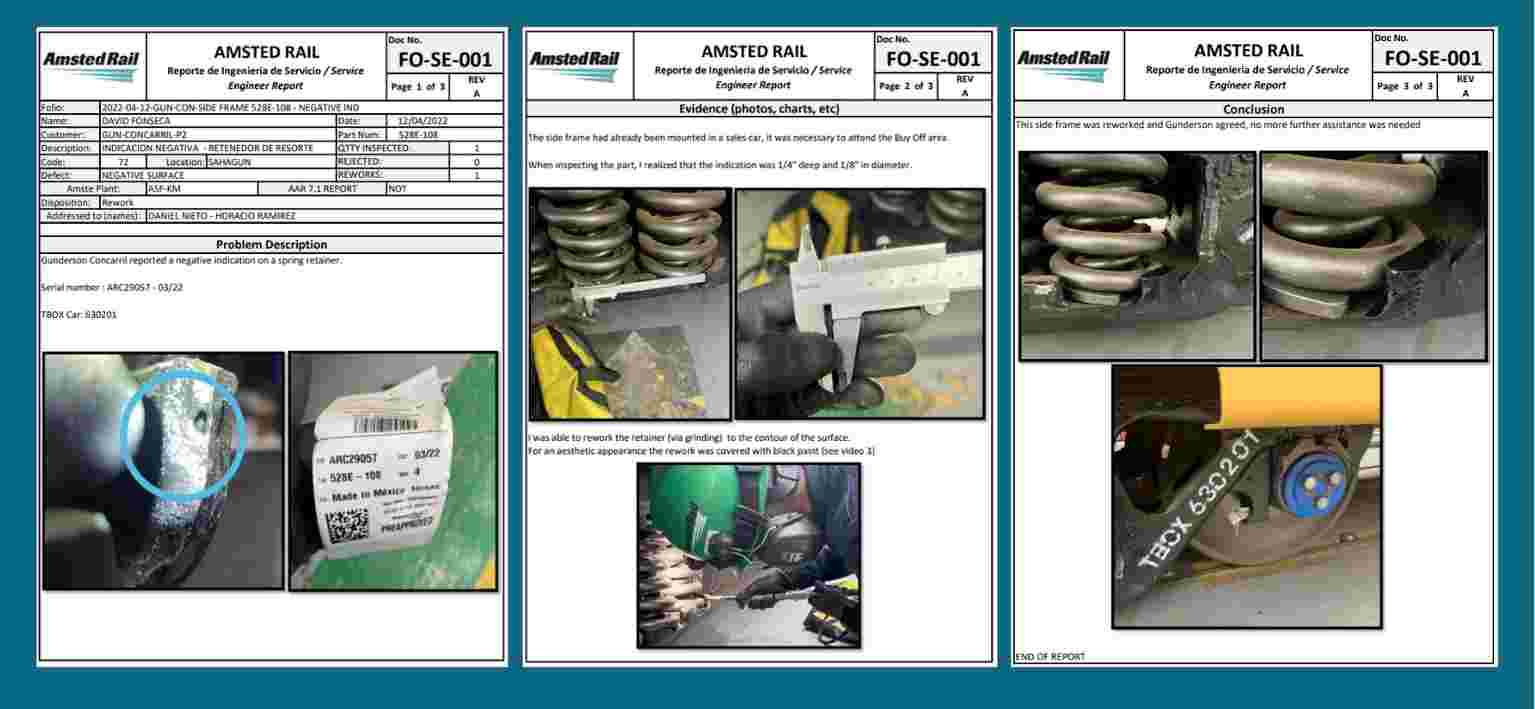 Amsted Rail
AMSTED RAIL
Reporte de Ingenieria de Servicio / Service
Engineer Report
Doc No.
FO-SE-001
Page 1 of 3
REV
A
Folio: 2022-04-12-GUN-CON-SIDE FRAME 528E-108 - NEGATIVE IND
Name: DAVID FONSECA Date: 12/04/2022
Customer: GUN-CONCARRIL-P2 Part Num: 528E-108
Description: INDICACION NEGATIVA - RETENEDOR DE RESORTE QTTY INSPECTED: 1
Code: 72 Location: SAHAGUN REJECTED: 0
Defect: NEGATIVE SURFACE REWORKS: 1
Amste Plant: ASF-KM AAR 7.1 REPORT NOT
Disposition: Rework
Addressed to (names): DANIEL NIETO - HORACIO RAMIREZ
Problem Description
Gunderson Concarril reported a negative indication on a spring retainer.
Serial number : ARC29057 - 03/22
TBOX Car: 630201
ARC29057 03/22
528E-108 4
Made in México
PREAPPROVED
Amsted Rail
AMSTED RAIL
Reporte de Ingenieria de Servicio / Service
Engineer Report
Doc No.
FO-SE-001
Page 2 of 3
REV
A
Evidence (photos, charts, etc)
The side frame had already been mounted in a sales car, it was necessary to attend the Buy Off area.
When inspecting the part, I realized that the indication was 1/4" deep and 1/8" in diameter.
I was able to rework the retainer (via grinding) to the contour of the surface.
For an aesthetic appearance the rework was covered with black paint (see video 1)
Amsted Rail
AMSTED RAIL
Reporte de Ingenieria de Servicio / Service
Engineer Report
Doc No.
FO-SE-001
Page 3 of 3
REV
A
Conclusion
This side frame was reworked and Gunderson agreed, no more further assistance was needed
TBOX 630201
END OF REPORT